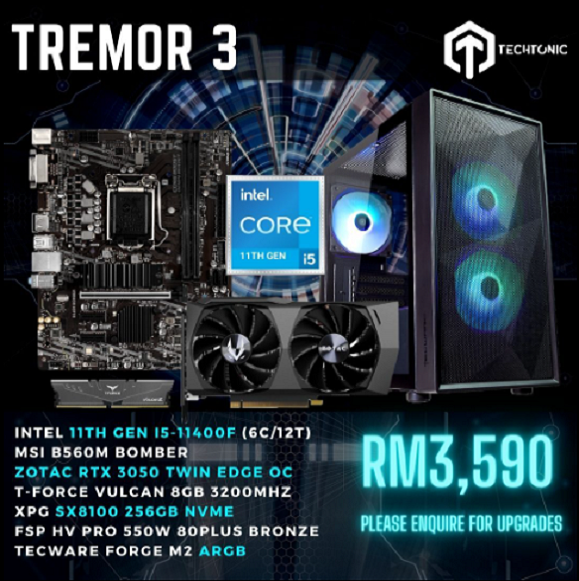 TREMOR 3
TECHTONIC
intel.
CORE
11TH GEN i5
ZOTAC
INTEL 11TH GEN I5-11400F (6C/12T)
MSI B560M BOMBER
ZOTAC RTX 3050 TWIN EDGE OC
T-FORCE VULCAN 8GB 3200MHZ
XPG SX8100 256GB NVME
FSP HV PRO 550W 80PLUS BRONZE
TECWARE FORGE M2 ARGB
RM3,590
PLEASE ENQUIRE FOR UPGRADES